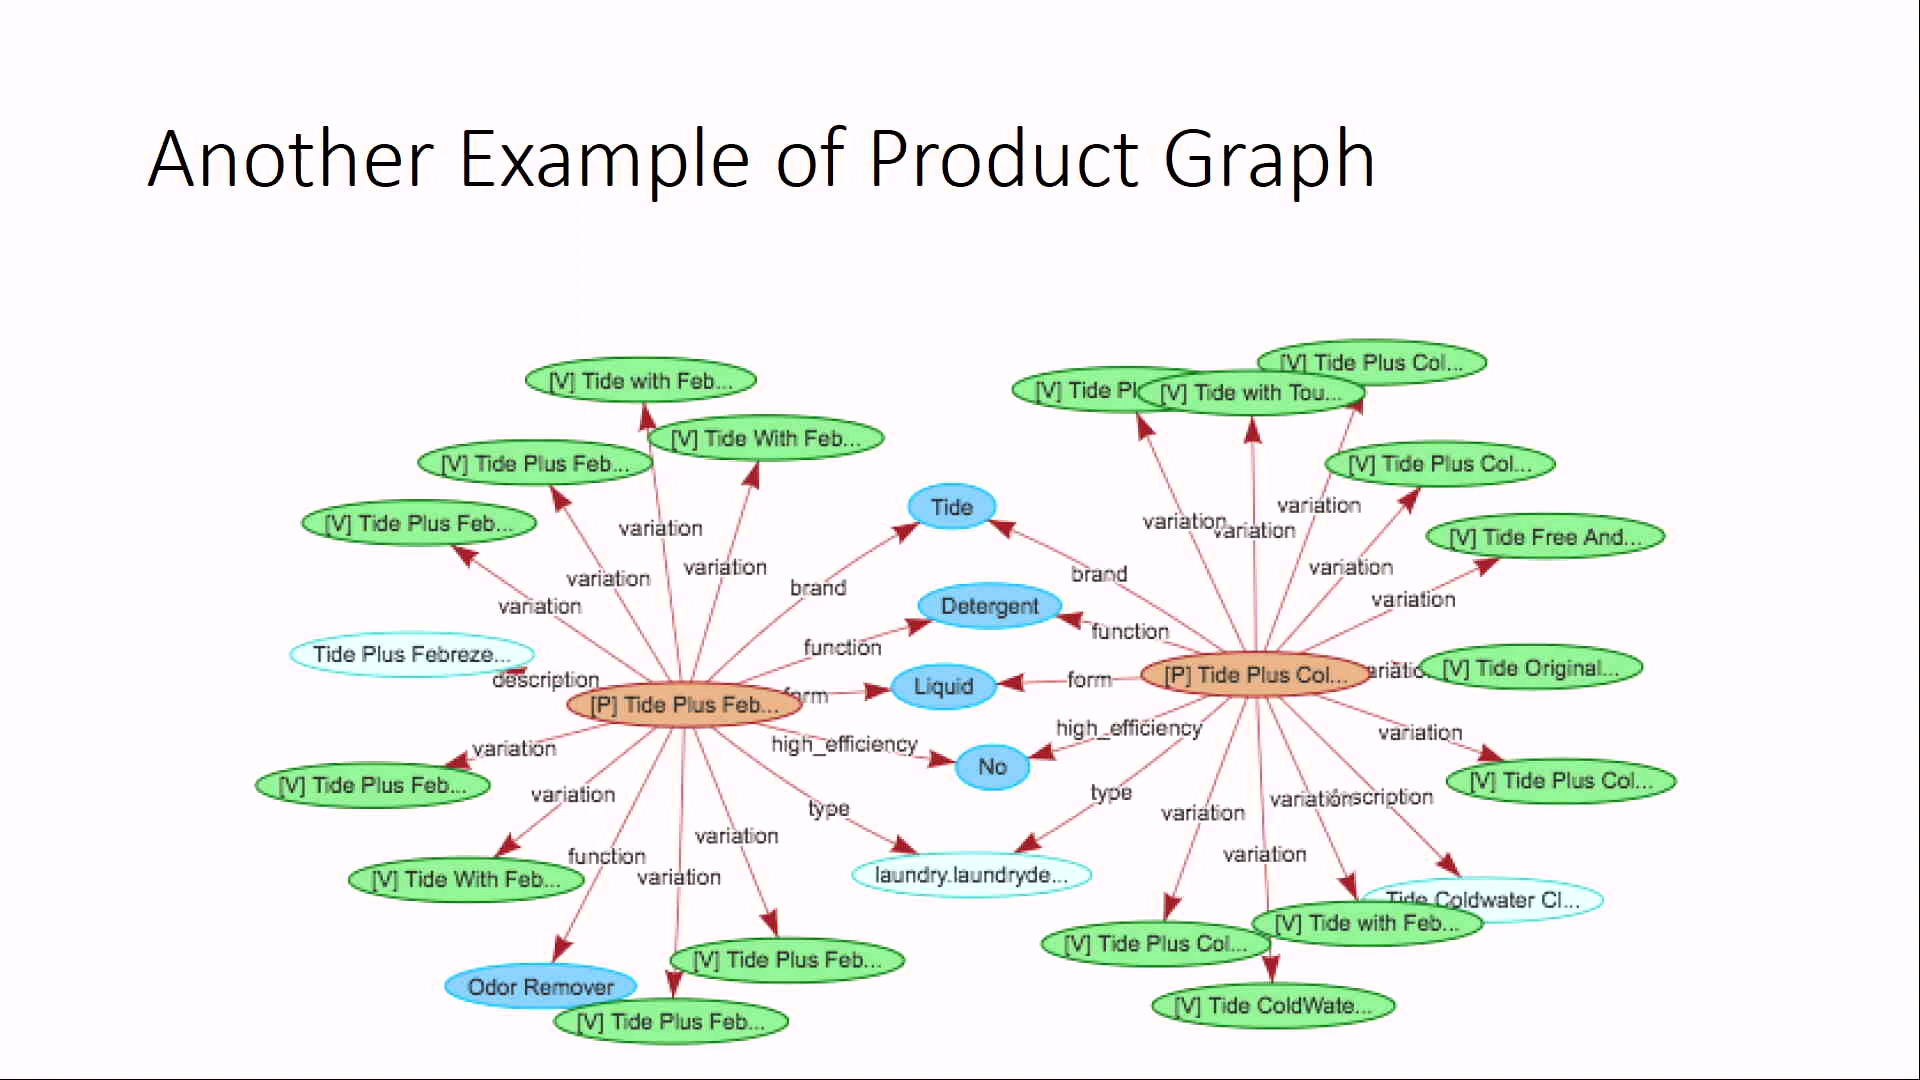 Another Example of Product Graph
[V] Tide with Feb...
[V] Tide With Feb...
[V] Tide Plus Feb...
[V] Tide Plus Feb...
variation
variation
variation
variation
Tide Plus Febreze...
description
[P] Tide Plus Feb...
variation
[V] Tide Plus Feb...
variation
[V] Tide With Feb...
function
Odor Remover
variation
[V] Tide Plus Feb...
variation
[V] Tide Plus Feb...
brand
Tide
brand
function
Detergent
function
form
Liquid
form
high_efficiency
No
high_efficiency
type
laundry.laundryde...
type
[V] Tide Plus Col...
[V] Tide Pl
[V] Tide with Tou...
[V] Tide Plus Col...
[V] Tide Free And...
variation
variation
variation
variation
variation
[P] Tide Plus Col...
[V] Tide Original...
variation
[V] Tide Plus Col...
variation
variation
variation
[V] Tide Plus Col...
Tide Coldwater Cl...
[V] Tide with Feb...
[V] Tide ColdWate...